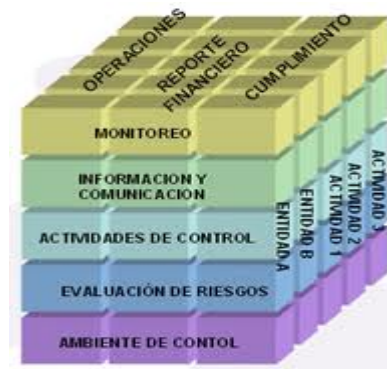 OPERACIONES
REPORTE
FINANCIERO
CUMPLIMIENTO
MONITOREO
INFORMACION Y
COMUNICACIÓN
ACTIVIDADES DE CONTROL
EVALUACIÓN DE RIESGOS
AMBIENTE DE CONTOL
ENTIDAD A
ENTIDAD B
ACTIVIDAD 1
ACTIVIDAD 2
ACTIVIDAD 3